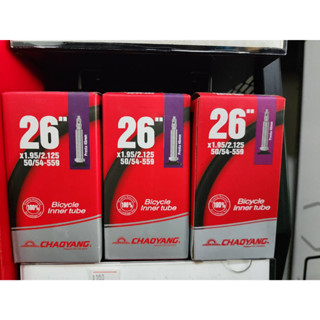 26"
x1.95/2.125
50/54-559
Bicycle
Inner tube
100%
CHAOYANG
26"
x1.95/2.125
50/54-559
Bicycle
Inner tube
100%
CHAOYANG
26"
x1.95/2.125
50/54-559
Bicycle
Inner tube
100%
CHAOYANG